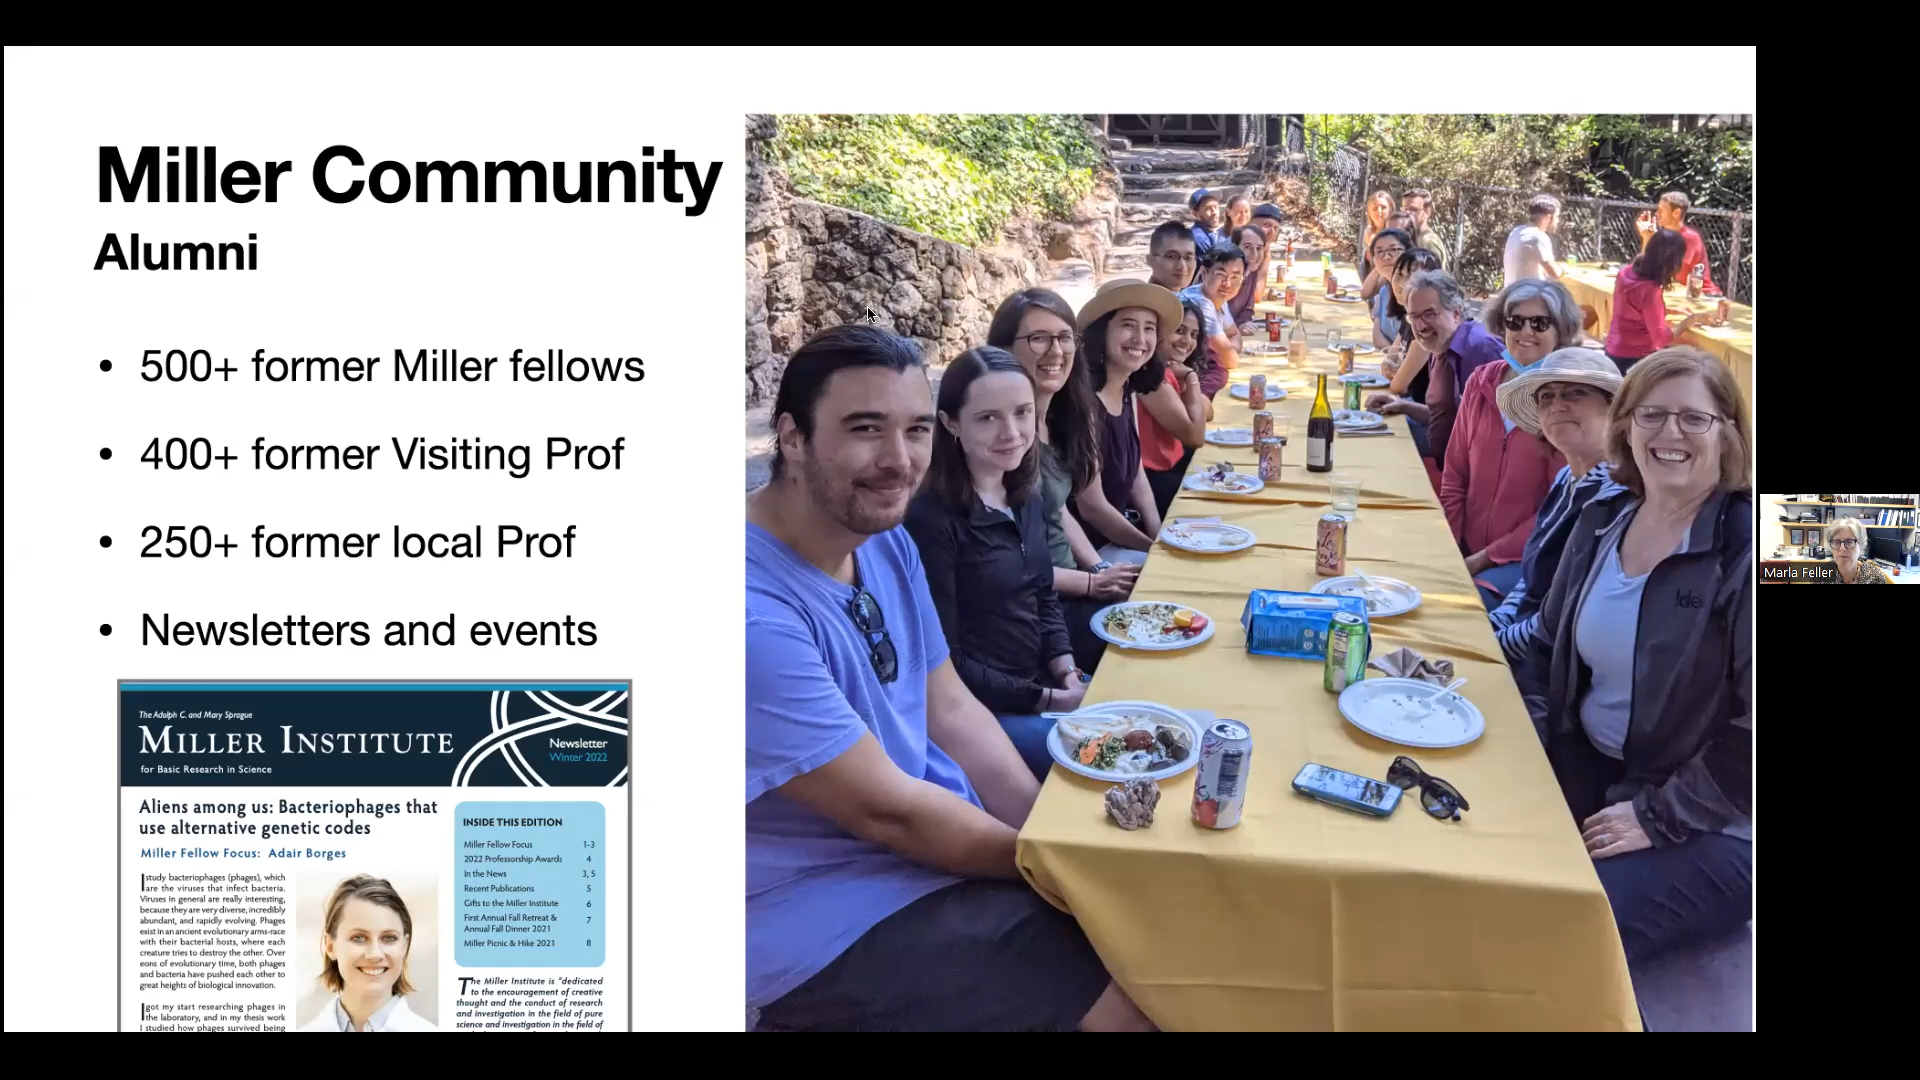 Miller Community
Alumni
• 500+ former Miller fellows
• 400+ former Visiting Prof
• 250+ former local Prof
• Newsletters and events
The Adolph C. and Mary Sprague
MILLER INSTITUTE
for Basic Research in Science
Newsletter
Winter 2022
Aliens among us: Bacteriophages that
use alternative genetic codes
Miller Fellow Focus: Adair Borges
I study bacteriophages (phages), which
are the viruses that infect bacteria.
Viruses in general are really interesting,
because they are very diverse, incredibly
abundant, and rapidly evolving. Phages
exist in an ancient evolutionary arms-race
with their bacterial hosts, where each
creature tries to destroy the other. Over
eons of evolutionary time, both phages
and bacteria have pushed each other to
great heights of biological innovation.
I got my start researching phages in
the laboratory, and in my thesis work
I studied how phages survived being
INSIDE THIS EDITION
Miller Fellow Focus 1-3
2022 Professorship Awards 4
In the News 3, 5
Recent Publications 5
Gifts to the Miller Institute 6
First Annual Fall Retreat & 7
Annual Fall Dinner 2021
Miller Picnic & Hike 2021 8
The Miller Institute is "dedicated
to the encouragement of creative
thought and the conduct of research
and investigation in the field of pure
science and investigation in the field of
Marla Feller